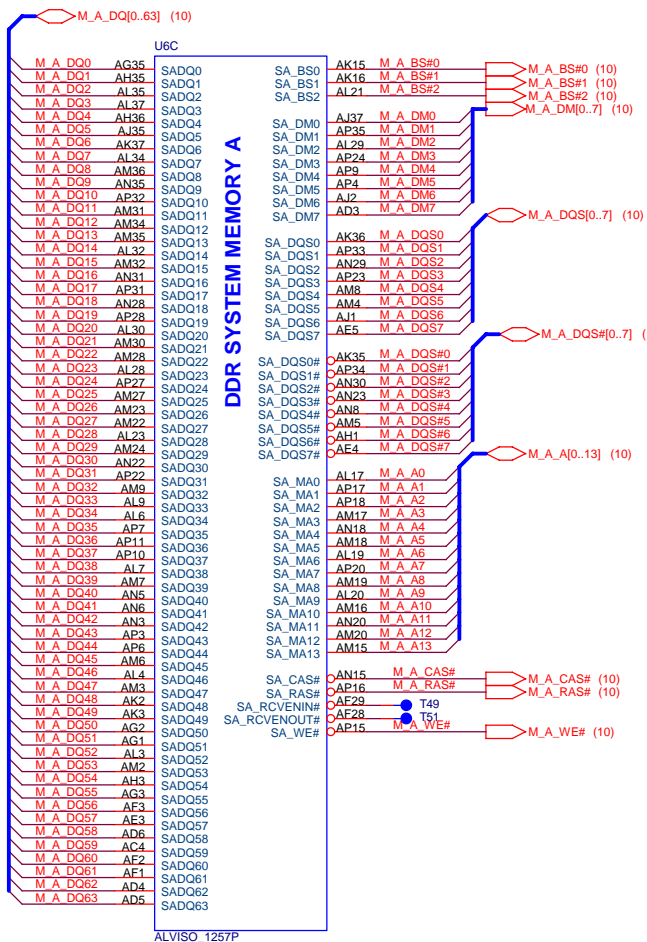 M_A_DQ[0..63] (10)
U6C
M_A_DQ0 AG35 SADQ0 SA_BS0 AK15 M_A_BS#0 M_A_BS#0 (10)
M_A_DQ1 AH35 SADQ1 SA_BS1 AK16 M_A_BS#1 M_A_BS#1 (10)
M_A_DQ2 AL35 SADQ2 SA_BS2 AL21 M_A_BS#2 M_A_BS#2 (10)
M_A_DQ3 AL37 SADQ3 M_A_DM[0..7] (10)
M_A_DQ4 AH36 SADQ4 SA_DM0 AJ37 M_A_DM0
M_A_DQ5 AJ35 SADQ5 SA_DM1 AP35 M_A_DM1
M_A_DQ6 AK37 SADQ6 SA_DM2 AL29 M_A_DM2
M_A_DQ7 AL34 SADQ7 SA_DM3 AP24 M_A_DM3
M_A_DQ8 AM36 SADQ8 SA_DM4 AP9 M_A_DM4
M_A_DQ9 AN35 SADQ9 SA_DM5 AP4 M_A_DM5
M_A_DQ10 AP32 SADQ10 SA_DM6 AJ2 M_A_DM6
M_A_DQ11 AM31 SADQ11 SA_DM7 AD3 M_A_DM7
M_A_DQS[0..7] (10)
M_A_DQ12 AM34 SADQ12
M_A_DQ13 AM35 SADQ13 SA_DQS0 AK36 M_A_DQS0
M_A_DQ14 AL32 SADQ14 SA_DQS1 AP33 M_A_DQS1
M_A_DQ15 AM32 SADQ15 SA_DQS2 AN29 M_A_DQS2
M_A_DQ16 AN31 SADQ16 SA_DQS3 AP23 M_A_DQS3
M_A_DQ17 AP31 SADQ17 SA_DQS4 AM8 M_A_DQS4
M_A_DQ18 AN28 SADQ18 SA_DQS5 AM4 M_A_DQS5
M_A_DQ19 AP28 SADQ19 SA_DQS6 AJ1 M_A_DQS6
M_A_DQ20 AL30 SADQ20 SA_DQS7 AE5 M_A_DQS7
M_A_DQS#[0..7] (
M_A_DQ21 AM30 SADQ21
M_A_DQ22 AM28 SADQ22 SA_DQS0# AK35 M_A_DQS#0
M_A_DQ23 AL28 SADQ23 SA_DQS1# AP34 M_A_DQS#1
M_A_DQ24 AP27 SADQ24 SA_DQS2# AN30 M_A_DQS#2
M_A_DQ25 AM27 SADQ25 SA_DQS3# AN23 M_A_DQS#3
M_A_DQ26 AM23 SADQ26 SA_DQS4# AN8 M_A_DQS#4
M_A_DQ27 AM22 SADQ27 SA_DQS5# AM5 M_A_DQS#5
M_A_DQ28 AL23 SADQ28 SA_DQS6# AH1 M_A_DQS#6
M_A_DQ29 AM24 SADQ29 SA_DQS7# AE4 M_A_DQS#7
M_A_A[0..13] (10)
M_A_DQ30 AN22 SADQ30
M_A_DQ31 AP22 SADQ31 SA_MA0 AL17 M_A_A0
M_A_DQ32 AM9 SADQ32 SA_MA1 AP17 M_A_A1
M_A_DQ33 AL9 SADQ33 SA_MA2 AP18 M_A_A2
M_A_DQ34 AL6 SADQ34 SA_MA3 AM17 M_A_A3
M_A_DQ35 AP7 SADQ35 SA_MA4 AN18 M_A_A4
M_A_DQ36 AP11 SADQ36 SA_MA5 AM18 M_A_A5
M_A_DQ37 AP10 SADQ37 SA_MA6 AL19 M_A_A6
M_A_DQ38 AL7 SADQ38 SA_MA7 AP20 M_A_A7
M_A_DQ39 AM7 SADQ39 SA_MA8 AM19 M_A_A8
M_A_DQ40 AN5 SADQ40 SA_MA9 AL20 M_A_A9
M_A_DQ41 AN6 SADQ41 SA_MA10 AM16 M_A_A10
M_A_DQ42 AN3 SADQ42 SA_MA11 AN20 M_A_A11
M_A_DQ43 AP3 SADQ43 SA_MA12 AM20 M_A_A12
M_A_DQ44 AP6 SADQ44 SA_MA13 AM15 M_A_A13
M_A_DQ45 AM6 SADQ45
M_A_DQ46 AL4 SADQ46 SA_CAS# AN15 M_A_CAS# M_A_CAS# (10)
M_A_DQ47 AM3 SADQ47 SA_RAS# AP16 M_A_RAS# M_A_RAS# (10)
M_A_DQ48 AK2 SADQ48 SA_RCVENIN# AF29 T49
M_A_DQ49 AK3 SADQ49 SA_RCVENOUT# AF28 T51
M_A_DQ50 AG2 SADQ50 SA_WE# AP15 M_A_WE# M_A_WE# (10)
M_A_DQ51 AG1 SADQ51
M_A_DQ52 AL3 SADQ52
M_A_DQ53 AM2 SADQ53
M_A_DQ54 AH3 SADQ54
M_A_DQ55 AG3 SADQ55
M_A_DQ56 AF3 SADQ56
M_A_DQ57 AE3 SADQ57
M_A_DQ58 AD6 SADQ58
M_A_DQ59 AC4 SADQ59
M_A_DQ60 AF2 SADQ60
M_A_DQ61 AF1 SADQ61
M_A_DQ62 AD4 SADQ62
M_A_DQ63 AD5 SADQ63
DDR SYSTEM MEMORY A
ALVISO_1257P